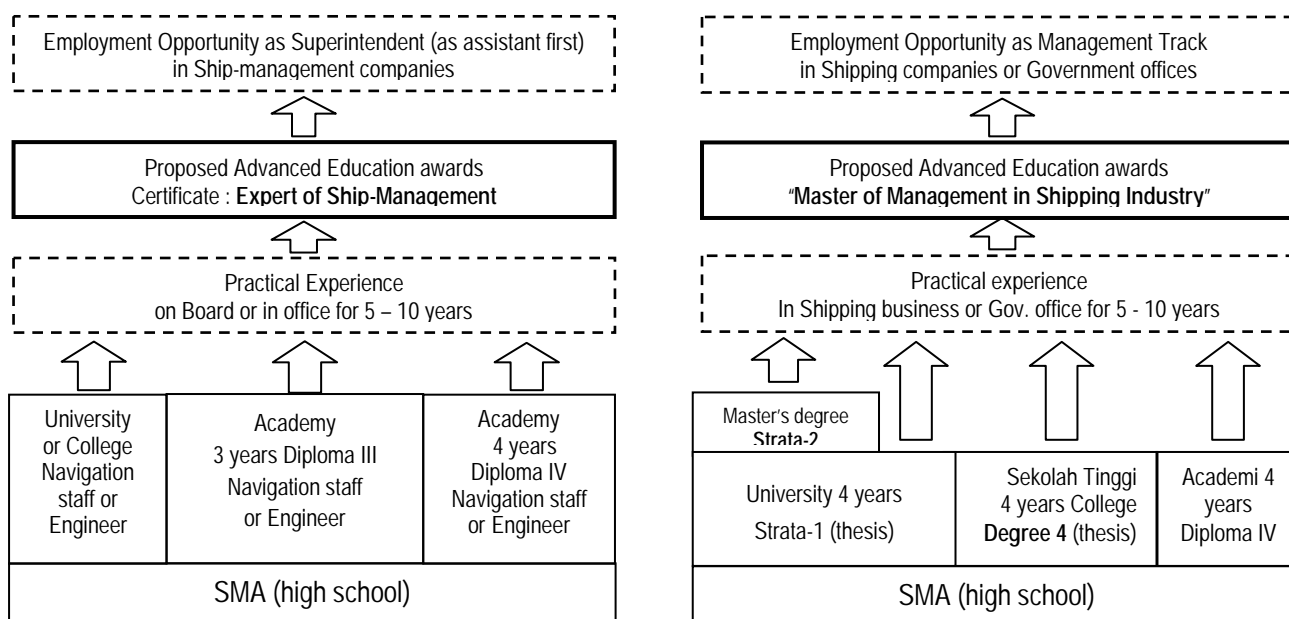 Employment Opportunity as Superintendent (as assistant first)
in Ship-management companies
Proposed Advanced Education awards
Certificate : Expert of Ship-Management
Practical Experience
on Board or in office for 5 – 10 years
University
or College
Navigation
staff or
Engineer
Academy
3 years Diploma III
Navigation staff
or Engineer
Academy
4 years
Diploma IV
Navigation staff
or Engineer
SMA (high school)
Employment Opportunity as Management Track
in Shipping companies or Government offices
Proposed Advanced Education awards
“Master of Management in Shipping Industry”
Practical experience
In Shipping business or Gov. office for 5 - 10 years
Master’s degree
Strata-2
University 4 years
Strata-1 (thesis)
Sekolah Tinggi
4 years College
Degree 4 (thesis)
Academi 4
years
Diploma IV
SMA (high school)